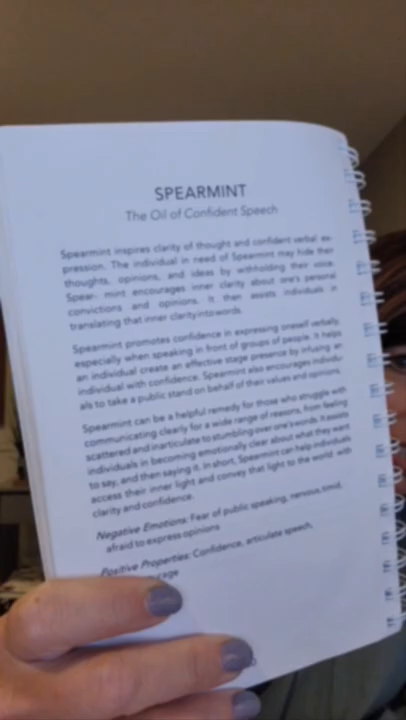 SPEARMINT
The Oil of Confident Speech
Spearmint inspires clarity of thought and confident verbal ex-
pression. The individual in need of Spearmint may hide their
thoughts, opinions, and ideas by withholding their voice.
Spear- mint encourages inner clarity about one's personal
convictions and opinions. It then assists individuals in
translating that inner clarity into words.
Spearmint promotes confidence in expressing oneself verbally,
especially when speaking in front of groups of people. It helps
an individual create an effective stage presence by infusing an
individual with confidence. Spearmint also encourages individu-
als to take a public stand on behalf of their values and opinions.
Spearmint can be a helpful remedy for those who struggle with
communicating clearly for a wide range of reasons, from feeling
scattered and inarticulate to stumbling over one's words. It assists
individuals in becoming emotionally clear about what they want
to say, and then saying it. In short, Spearmint can help individuals
access their inner light and convey that light to the world with
clarity and confidence.
Negative Emotions: Fear of public speaking, nervous, timid,
afraid to express opinions
Positive Properties: Confidence, articulate speech,